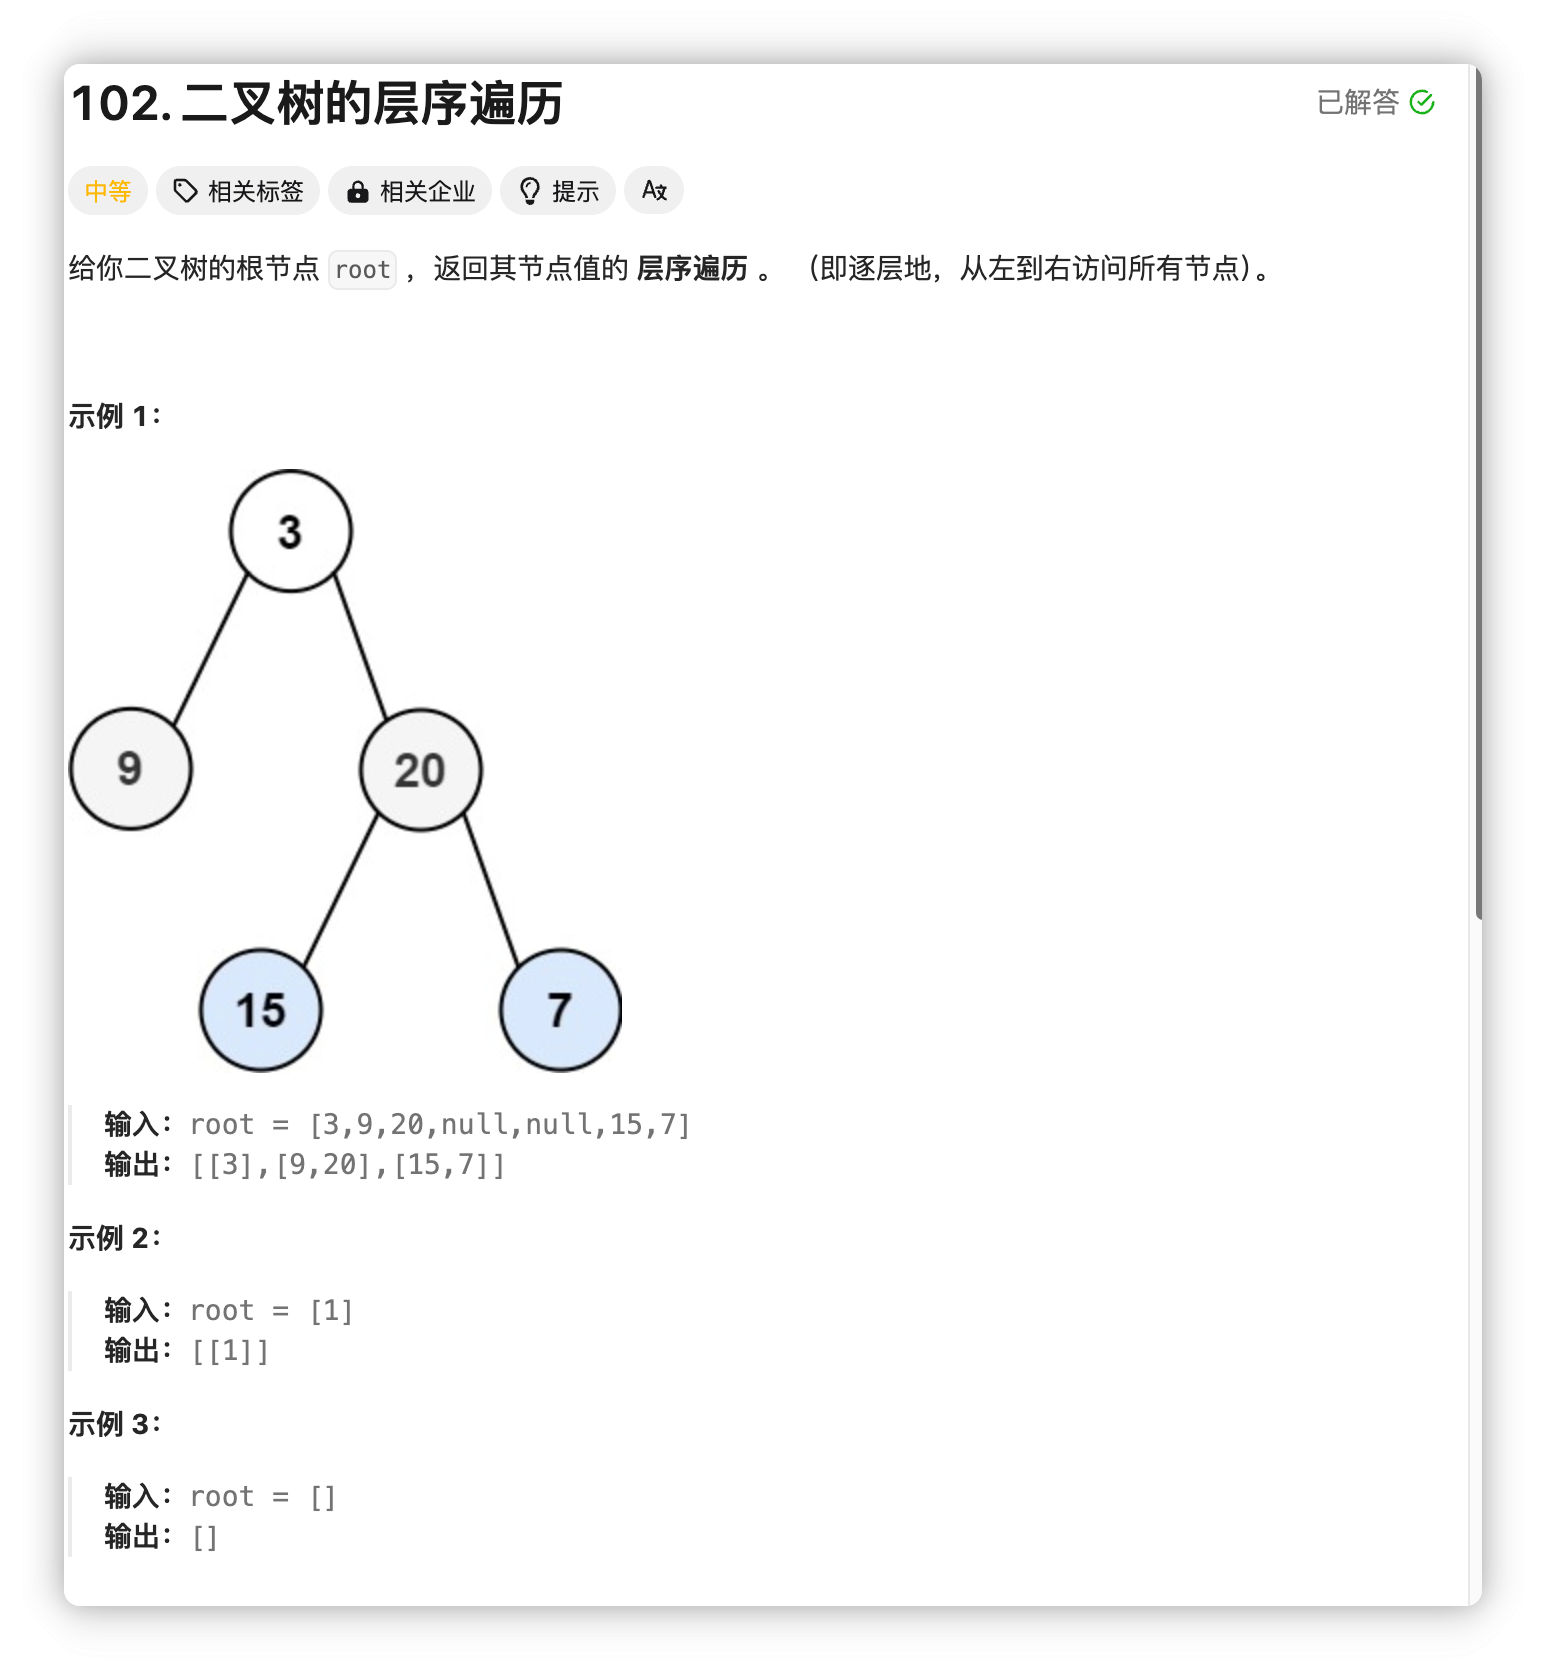 102. 二叉树的层序遍历
已解答
中等 相关标签 相关企业 提示
给你二叉树的根节点 root ，返回其节点值的 层序遍历 。 （即逐层地，从左到右访问所有节点）。
示例 1：
3
9 20
15 7
输入：root = [3,9,20,null,null,15,7]
输出：[[3],[9,20],[15,7]]
示例 2：
输入：root = [1]
输出：[[1]]
示例 3：
输入：root = []
输出：[]